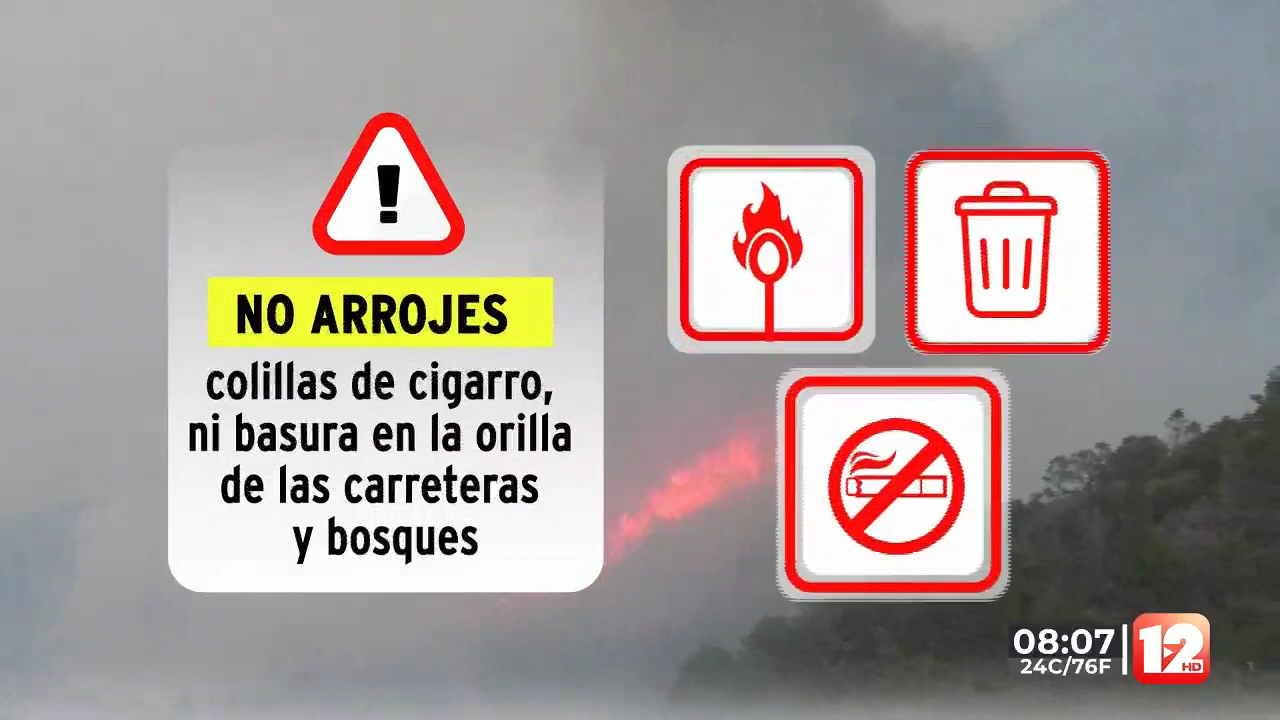 !
NO ARROJES
colillas de cigarro,
ni basura en la orilla
de las carreteras
y bosques
08:07
24C/76F
12
HD